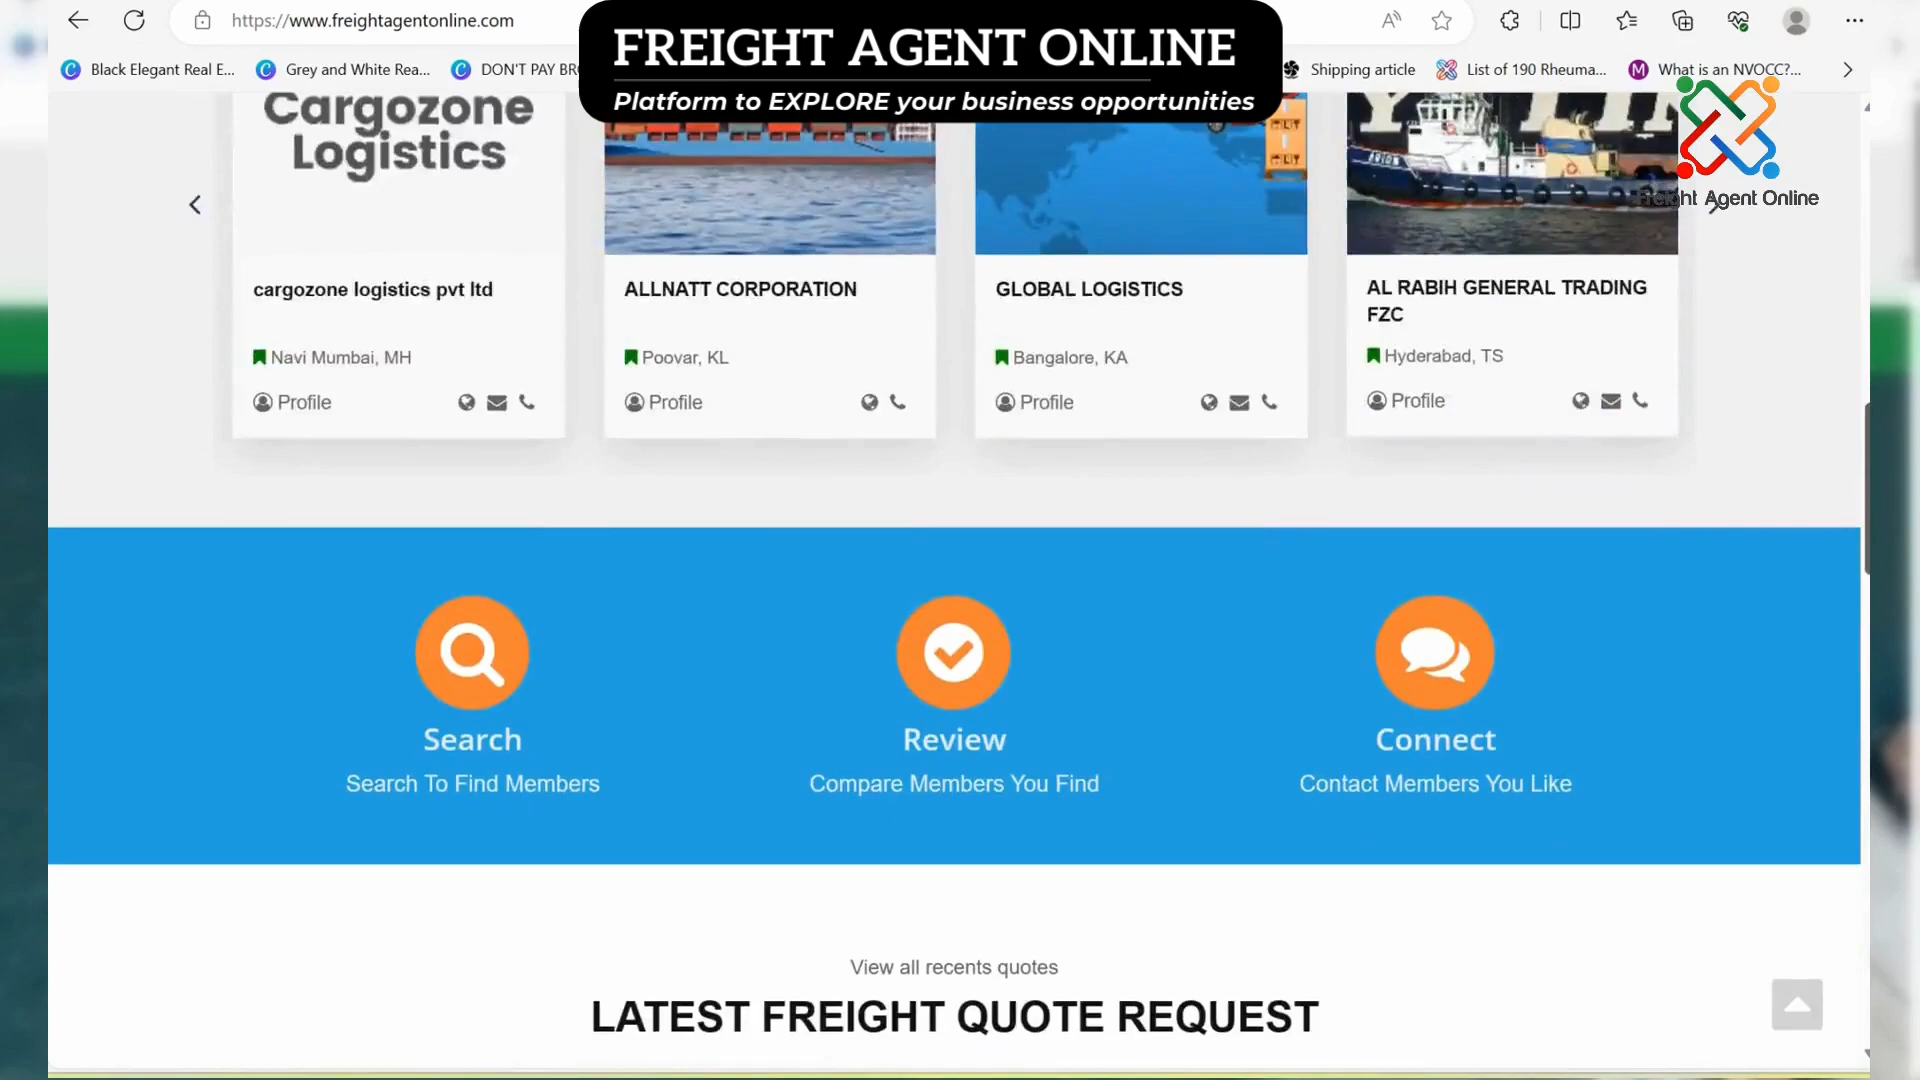 https://www.freightagentonline.com
FREIGHT AGENT ONLINE
Platform to EXPLORE your business opportunities
Black Elegant Real E...
Grey and White Rea...
DON'T PAY BR
Shipping article
List of 190 Rheuma...
What is an NVOCC?...
Cargozone
Logistics
ARION
Freight Agent Online
cargozone logistics pvt ltd
ALLNATT CORPORATION
GLOBAL LOGISTICS
AL RABIH GENERAL TRADING
FZC
Navi Mumbai, MH
Poovar, KL
Bangalore, KA
Hyderabad, TS
Profile
Profile
Profile
Profile
Search
Review
Connect
Search To Find Members
Compare Members You Find
Contact Members You Like
View all recents quotes
LATEST FREIGHT QUOTE REQUEST